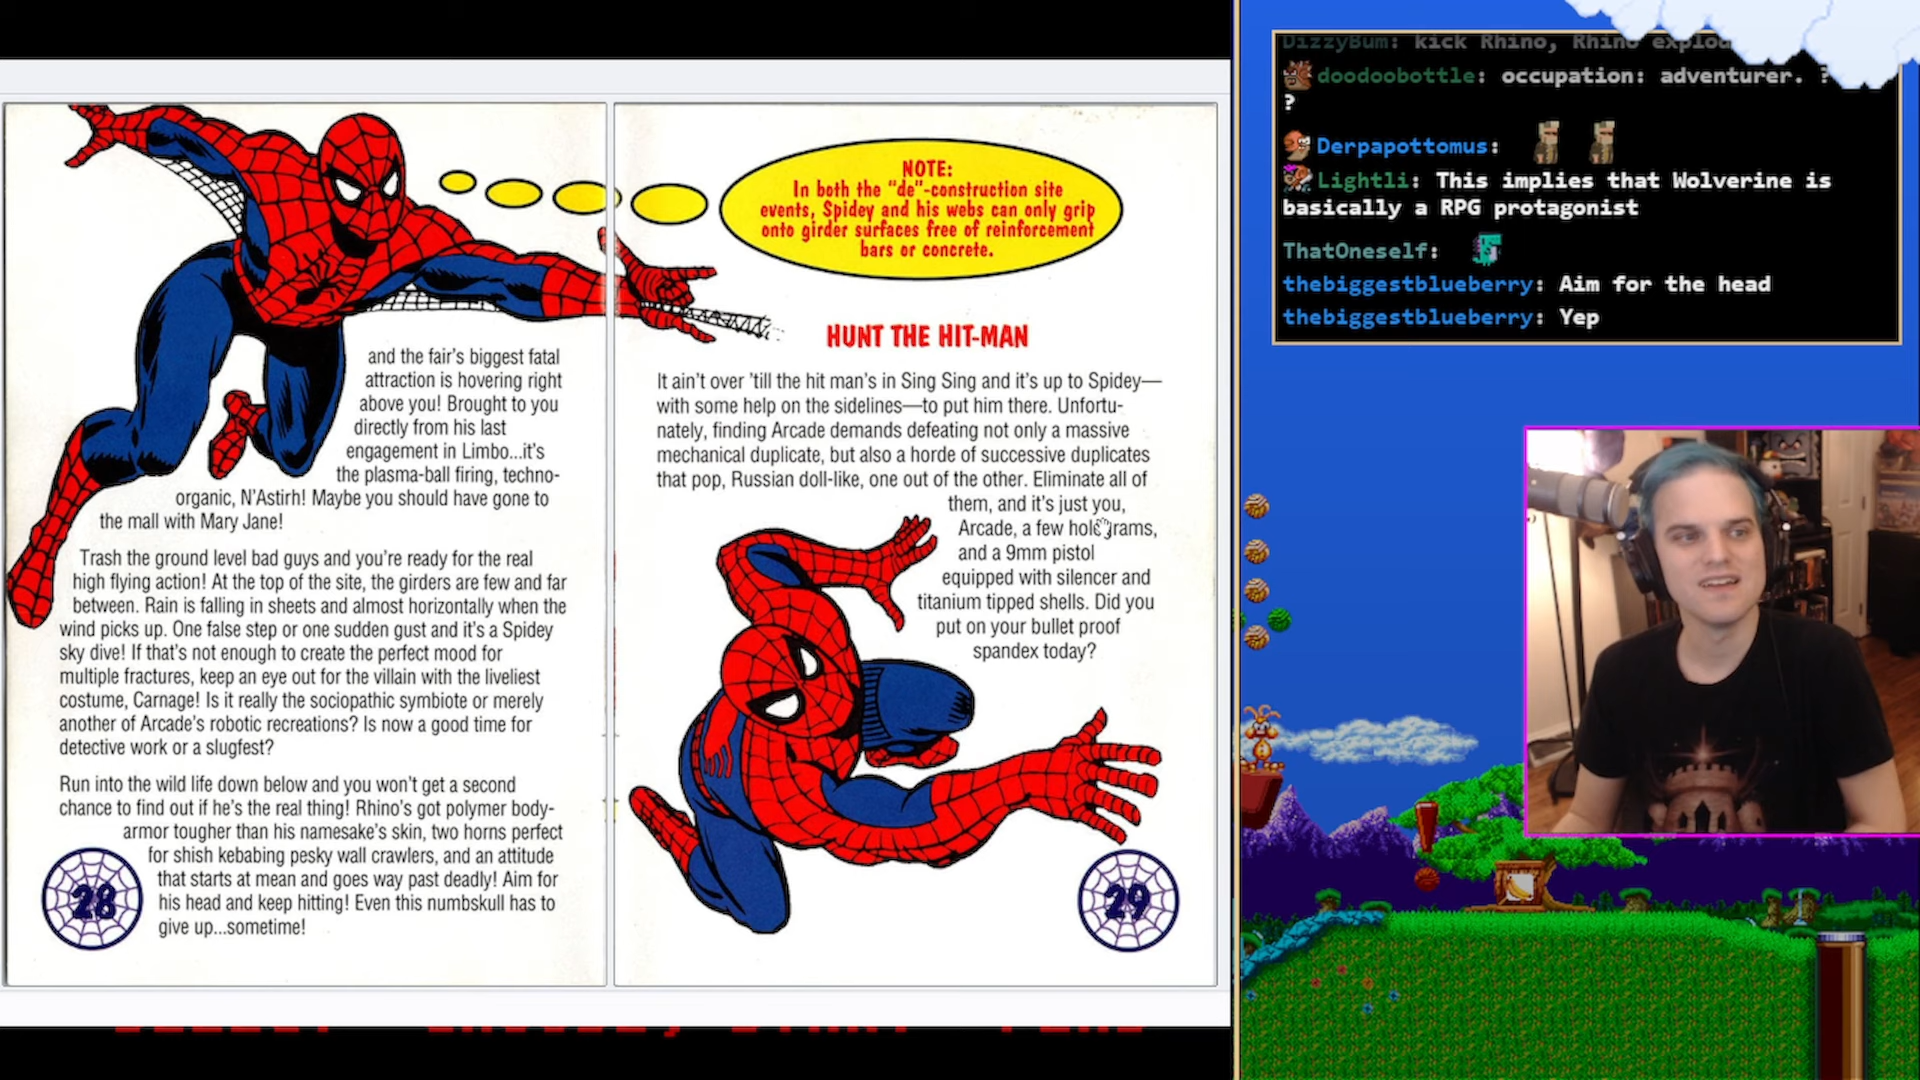 NOTE:
In both the "de"-construction site
events, Spidey and his webs can only grip
onto girder surfaces free of reinforcement
bars or concrete.
and the fair's biggest fatal
attraction is hovering right
above you! Brought to you
directly from his last
engagement in Limbo...it's
the plasma-ball firing, techno-
organic, N'Astirh! Maybe you should have gone to
the mall with Mary Jane!
Trash the ground level bad guys and you're ready for the real
high flying action! At the top of the site, the girders are few and far
between. Rain is falling in sheets and almost horizontally when the
wind picks up. One false step or one sudden gust and it's a Spidey
sky dive! If that's not enough to create the perfect mood for
multiple fractures, keep an eye out for the villain with the liveliest
costume, Carnage! Is it really the sociopathic symbiote or merely
another of Arcade's robotic recreations? Is now a good time for
detective work or a slugfest?
Run into the wild life down below and you won't get a second
chance to find out if he's the real thing! Rhino's got polymer body-
armor tougher than his namesake's skin, two horns perfect
for shish kebabing pesky wall crawlers, and an attitude
that starts at mean and goes way past deadly! Aim for
his head and keep hitting! Even this numbskull has to
give up...sometime!
28
HUNT THE HIT-MAN
It ain't over 'till the hit man's in Sing Sing and it's up to Spidey—
with some help on the sidelines—to put him there. Unfortu-
nately, finding Arcade demands defeating not only a massive
mechanical duplicate, but also a horde of successive duplicates
that pop, Russian doll-like, one out of the other. Eliminate all of
them, and it's just you,
Arcade, a few holograms,
and a 9mm pistol
equipped with silencer and
titanium tipped shells. Did you
put on your bullet proof
spandex today?
29
DizzyBum: kick Rhino, Rhino
doodoobottle: occupation: adventurer. ?
?
Derpapottomus:
Lightli: This implies that Wolverine is
basically a RPG protagonist
ThatOneself:
thebiggestblueberry: Aim for the head
thebiggestblueberry: Yep